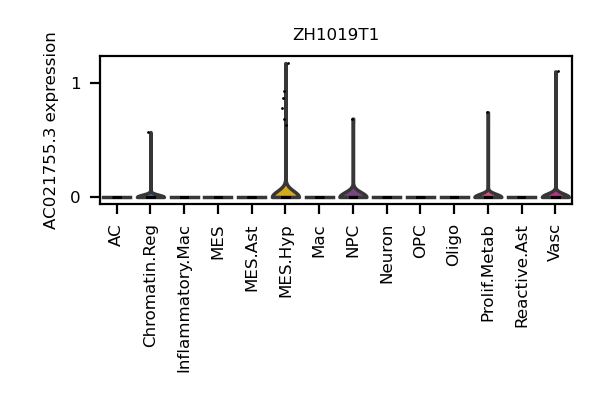 ZH1019T1
AC021755.3 expression
1
0
AC
Chromatin.Reg
Inflammatory.Mac
MES
MES.Ast
MES.Hyp
Mac
NPC
Neuron
OPC
Oligo
Prolif.Metab
Reactive.Ast
Vasc